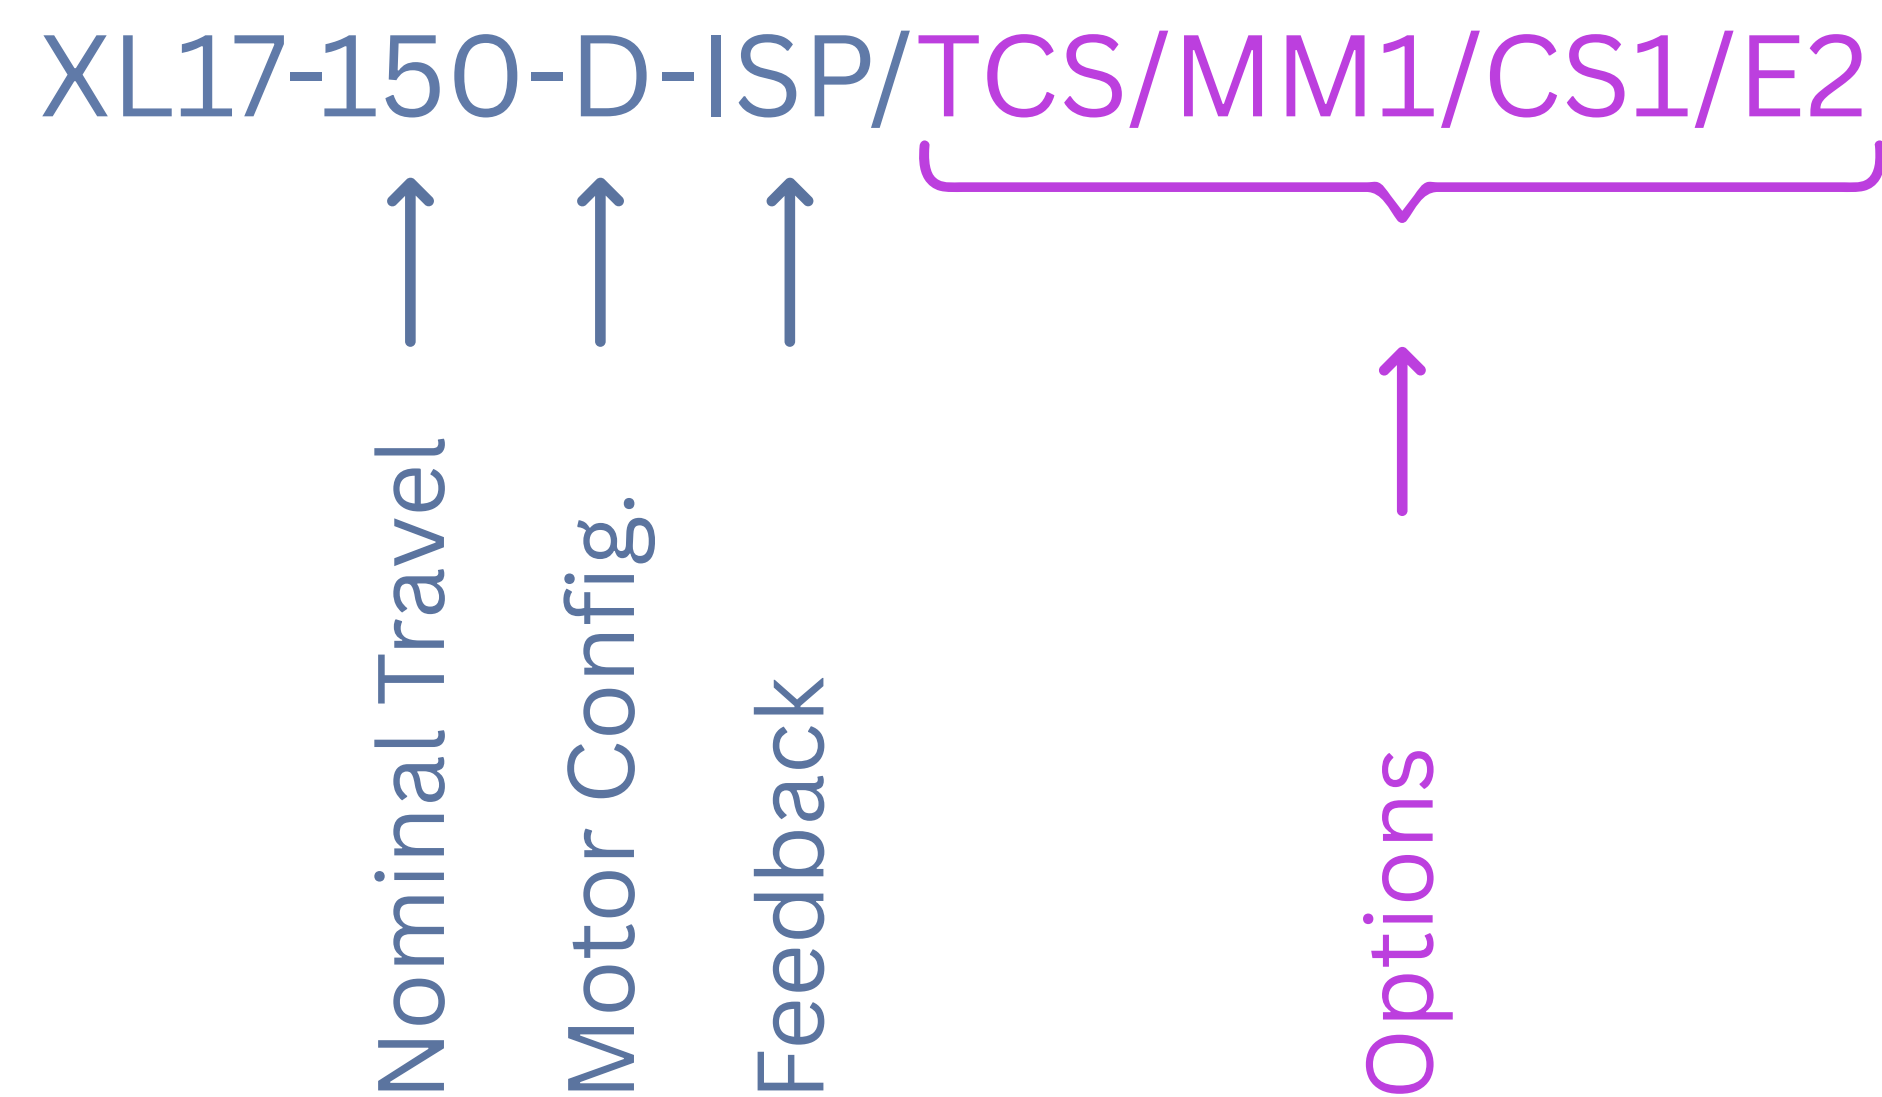 XL17-150-D-ISP/TCS/MM1/CS1/E2
Nominal Travel
Motor Config.
Feedback
Options